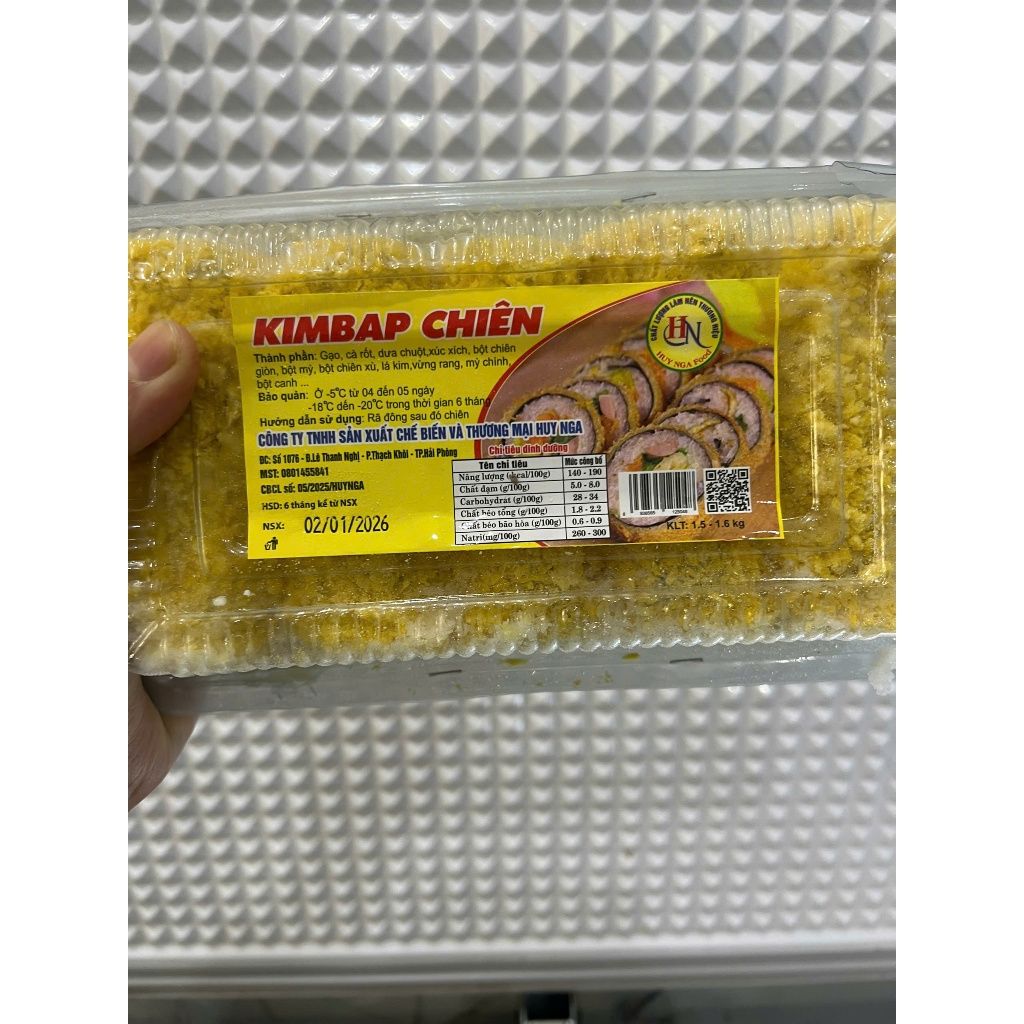 KIMBAP CHIÊN
Thành phần: Gạo, cà rốt, dưa chuột,xúc xích, bột chiên
giòn, bột mỳ, bột chiên xù, lá kim,vừng rang, mỳ chính,
bột canh ...
Bảo quản: Ở -5°C từ 04 đến 05 ngày
-18°C dến -20°C trong thời gian 6 tháng
Hướng dẫn sử dụng: Rã đông sau đó chiên
CÔNG TY TNHH SẢN XUẤT CHẾ BIẾN VÀ THƯƠNG MẠI HUY NGA
ĐC: Số 1076 - Đ.Lê Thanh Nghị - P.Thạch Khôi - TP.Hải Phòng
MST: 0801455841
CBCL số: 05/2025/HUYNGA
HSD: 6 tháng kể từ NSX
NSX: 02/01/2026
CHẤT LƯỢNG LÀM NÊN THƯƠNG HIỆU
HN
HUY NGA Food
Chỉ tiêu dinh dưỡng
Tên chỉ tiêu Mức công bố
Năng lượng (kcal/100g) 140 - 190
Chất đạm (g/100g) 5.0 - 8.0
Carbohydrat (g/100g) 28 - 34
Chất béo tổng (g/100g) 1.8 - 2.2
Chất béo bão hòa (g/100g) 0.6 - 0.9
Natri(mg/100g) 260 - 300
KLT: 1.5 - 1.6 kg